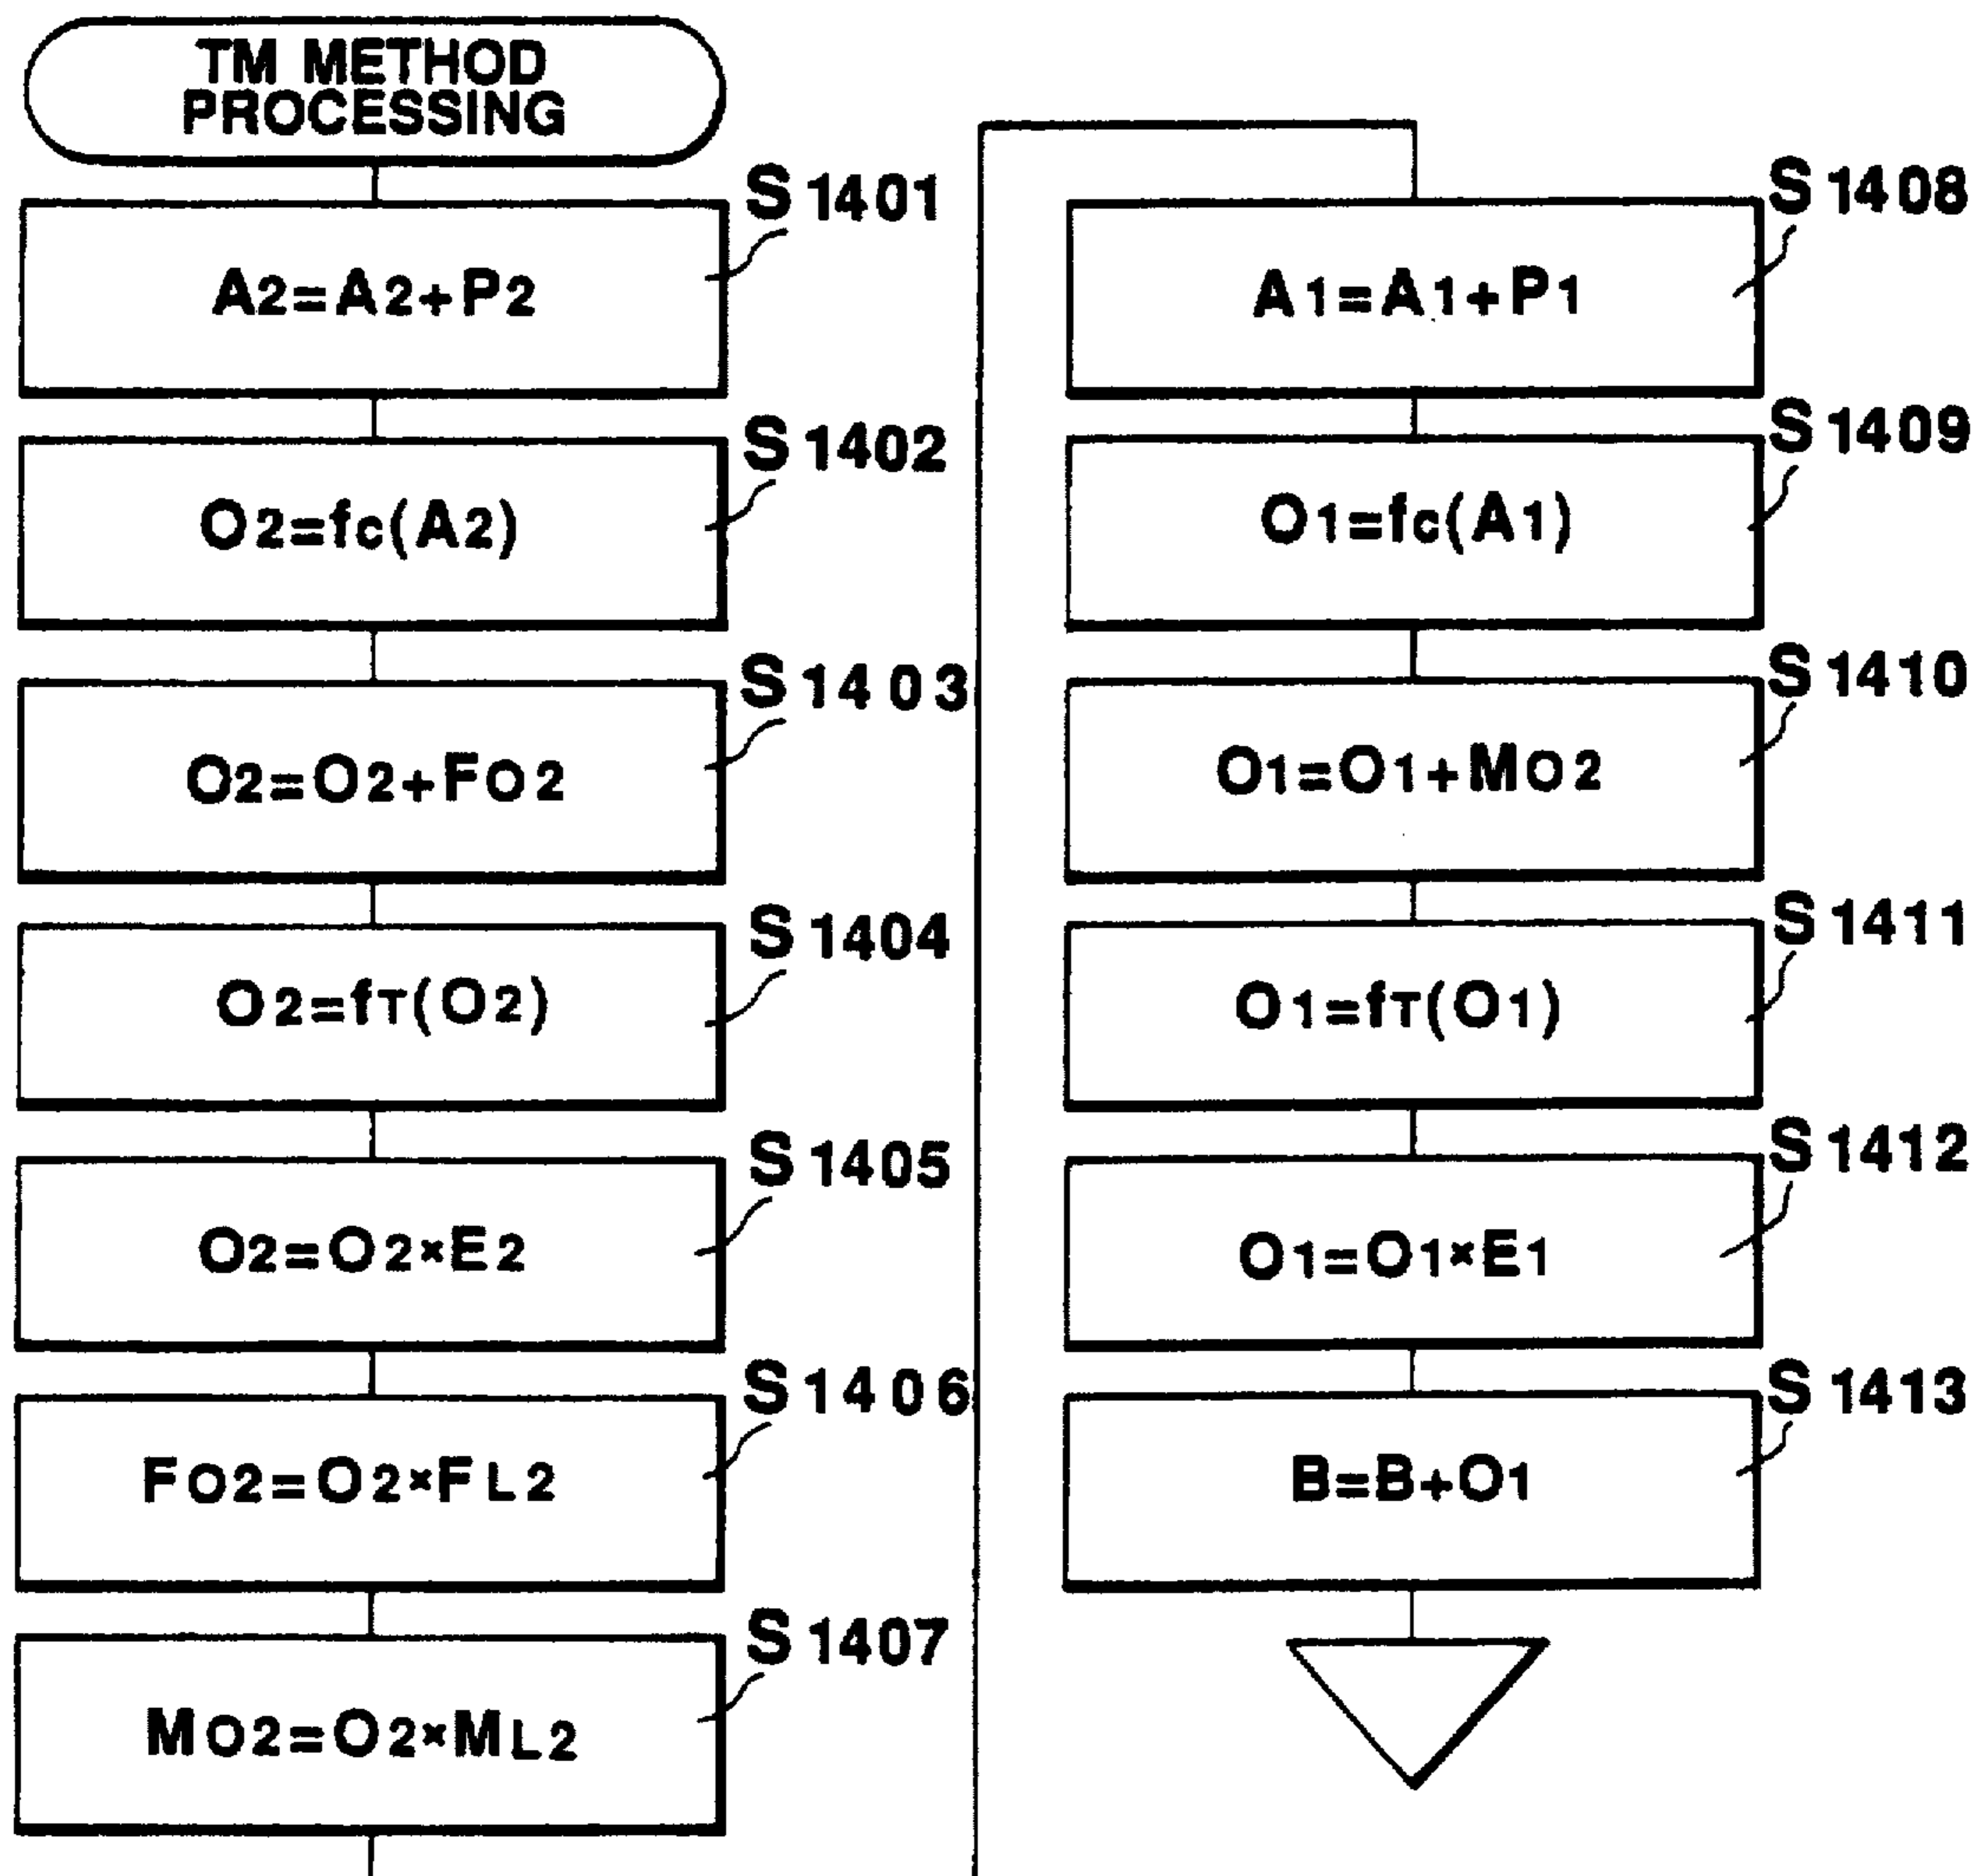 TM METHOD
PROCESSING
S1401
A2=A2+P2
S1402
O2=fc(A2)
S1403
O2=O2+FO2
S1404
O2=fT(O2)
S1405
O2=O2×E2
S1406
FO2=O2×FL2
S1407
MO2=O2×ML2
S1408
A1=A1+P1
S1409
O1=fc(A1)
S1410
O1=O1+MO2
S1411
O1=fT(O1)
S1412
O1=O1×E1
S1413
B=B+O1